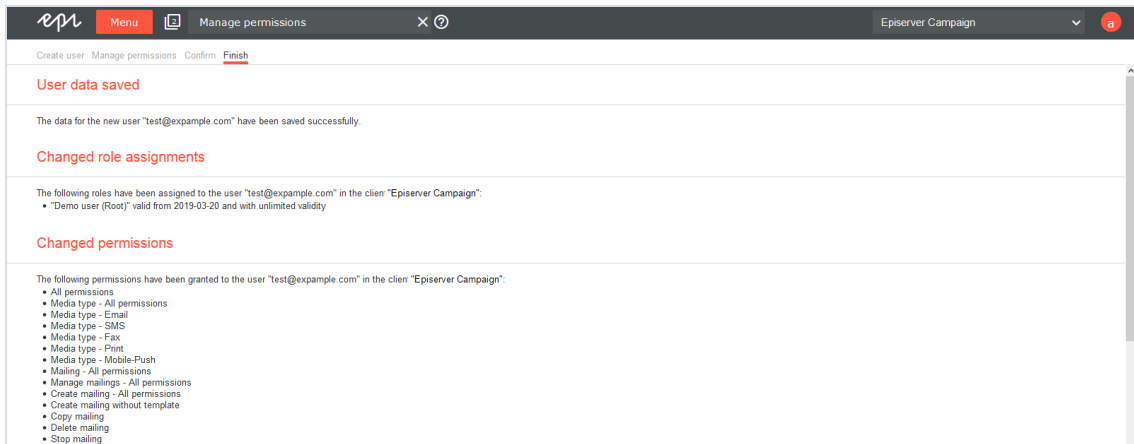 epi Menu 2 Manage permissions Episerver Campaign a
Create user Manage permissions Confirm Finish
User data saved
The data for the new user "test@expample.com" have been saved successfully.
Changed role assignments
The following roles have been assigned to the user "test@expample.com" in the clien "Episerver Campaign":
• "Demo user (Root)" valid from 2019-03-20 and with unlimited validity
Changed permissions
The following permissions have been granted to the user "test@expample.com" in the clien "Episerver Campaign":
• All permissions
• Media type - All permissions
• Media type - Email
• Media type - SMS
• Media type - Fax
• Media type - Print
• Media type - Mobile-Push
• Mailing - All permissions
• Manage mailings - All permissions
• Create mailing - All permissions
• Create mailing without template
• Copy mailing
• Delete mailing
• Stop mailing